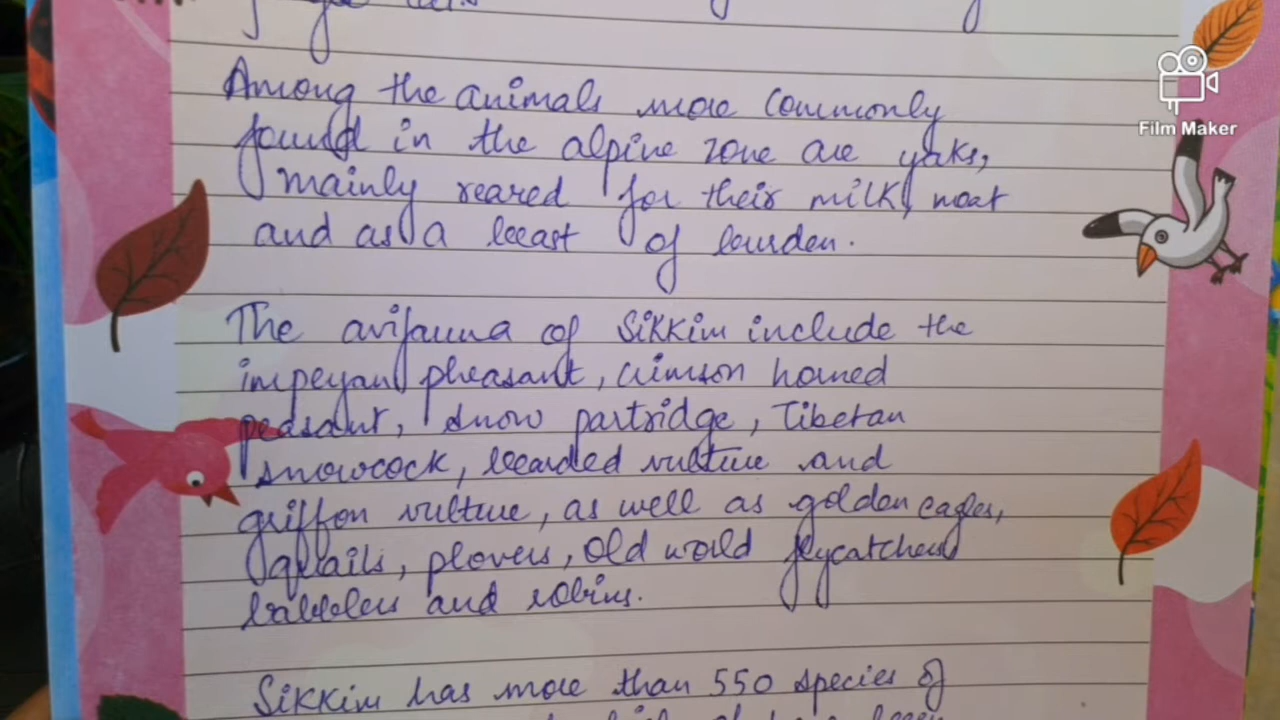 Among the animals more commonly
found in the alpine zone are yaks,
mainly reared for their milk, meat
and as a beast of burden.
The avifauna of Sikkim include the
impeyan pheasant, crimson horned
peasant, snow partridge, Tibetan
snowcock, bearded vulture and
griffon vulture, as well as golden eagles,
quails, plovers, old world flycatchers
babblers and robins.
Sikkim has more than 550 species of
Film Maker